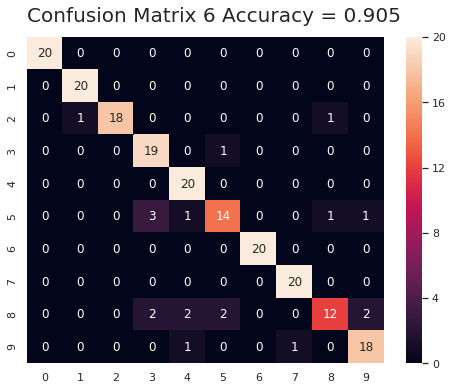 Confusion Matrix 6 Accuracy = 0.905
0 20 0 0 0 0 0 0 0 0 0 20
1 0 20 0 0 0 0 0 0 0 0
2 0 1 18 0 0 0 0 0 1 0 16
3 0 0 0 19 0 1 0 0 0 0
4 0 0 0 0 20 0 0 0 0 0 12
5 0 0 0 3 1 14 0 0 1 1 8
6 0 0 0 0 0 0 20 0 0 0
7 0 0 0 0 0 0 0 20 0 0 4
8 0 0 0 2 2 2 0 0 12 2
9 0 0 0 0 1 0 0 1 0 18 0
0 1 2 3 4 5 6 7 8 9